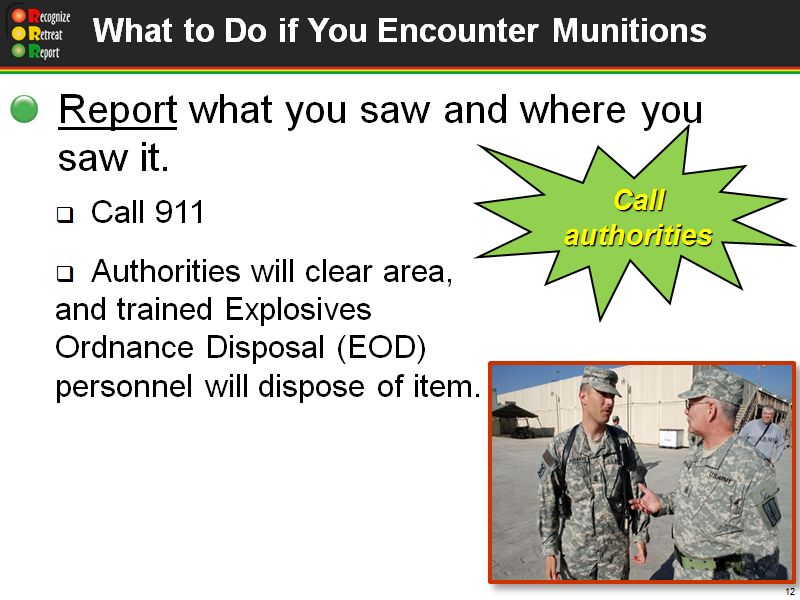 Recognize
Retreat
Report
What to Do if You Encounter Munitions
Report what you saw and where you
saw it.
Call 911
Authorities will clear area,
and trained Explosives
Ordnance Disposal (EOD)
personnel will dispose of item.
Call
authorities
U.S. ARMY
ARMY
12